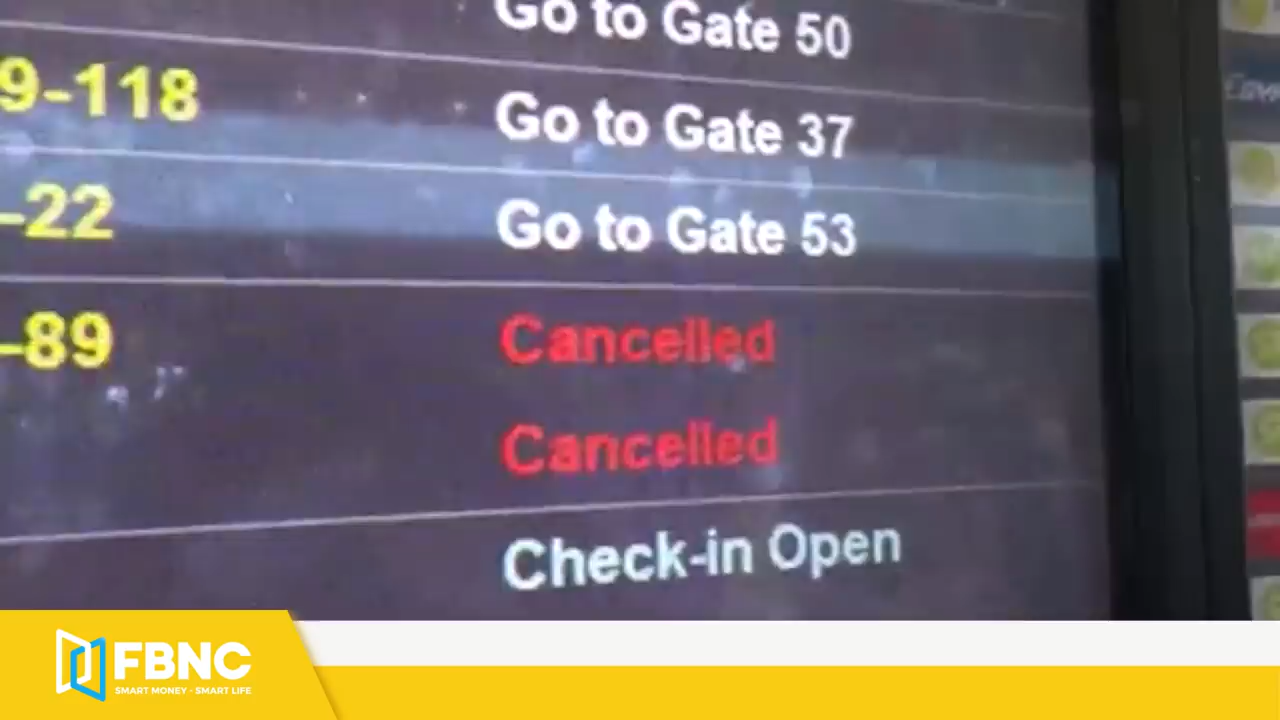 Go to Gate 50
9-118 Go to Gate 37
-22 Go to Gate 53
-89 Cancelled
Cancelled
Check-in Open
FBNC
SMART MONEY - SMART LIFE